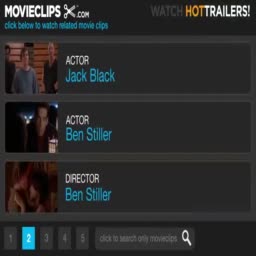 MOVIECLIPS .COM
WATCH HOTTRAILERS!
click below to watch related movie clips
ACTOR
Jack Black
ACTOR
Ben Stiller
DIRECTOR
Ben Stiller
1 2 3 4 5 click to search only movieclips